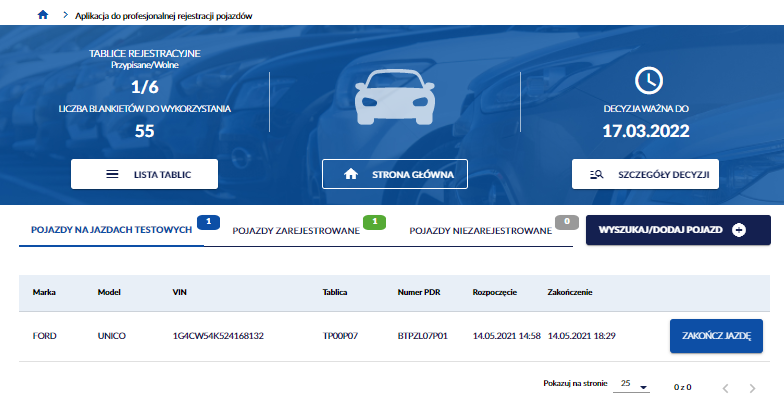 Aplikacja do profesjonalnej rejestracji pojazdów
TABLICE REJESTRACYJNE
Przypisane/Wolne
1/6
LICZBA BLANKIETÓW DO WYKORZYSTANIA
55
DECYZJA WAŻNA DO
17.03.2022
LISTA TABLIC
STRONA GŁÓWNA
SZCZEGÓŁY DECYZJI
POJAZDY NA JAZDACH TESTOWYCH 1
POJAZDY ZAREJESTROWANE 1
POJAZDY NIEZAREJESTROWANE 0
WYSZUKAJ/DODAJ POJAZD
Marka Model VIN Tablica Numer PDR Rozpoczęcie Zakończenie
FORD UNICO 1G4CW54K524168132 TP00P07 BTPZL07P01 14.05.2021 14:58 14.05.2021 18:29 ZAKOŃCZ JAZDĘ
Pokazuj na stronie 25 0 z 0